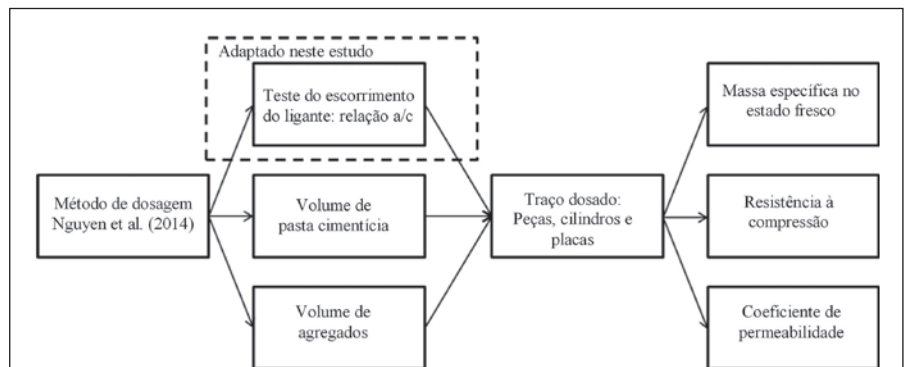 Adaptado neste estudo
Teste do escorrimento
do ligante: relação a/c
Massa específica no
estado fresco
Método de dosagem
Nguyen et al. (2014)
Volume de
pasta cimentícia
Traço dosado:
Peças, cilindros e
placas
Resistência à
compressão
Volume de
agregados
Coeficiente de
permeabilidade